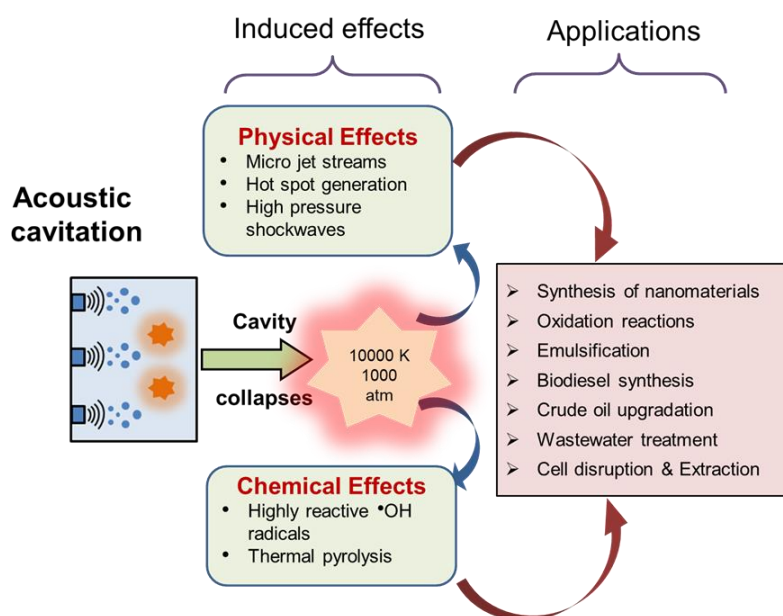 Induced effects
Applications
Physical Effects
• Micro jet streams
• Hot spot generation
• High pressure
shockwaves
Acoustic
cavitation
Cavity
collapses
10000 K
1000
atm
➢ Synthesis of nanomaterials
➢ Oxidation reactions
➢ Emulsification
➢ Biodiesel synthesis
➢ Crude oil upgradation
➢ Wastewater treatment
➢ Cell disruption & Extraction
Chemical Effects
• Highly reactive •OH
radicals
• Thermal pyrolysis